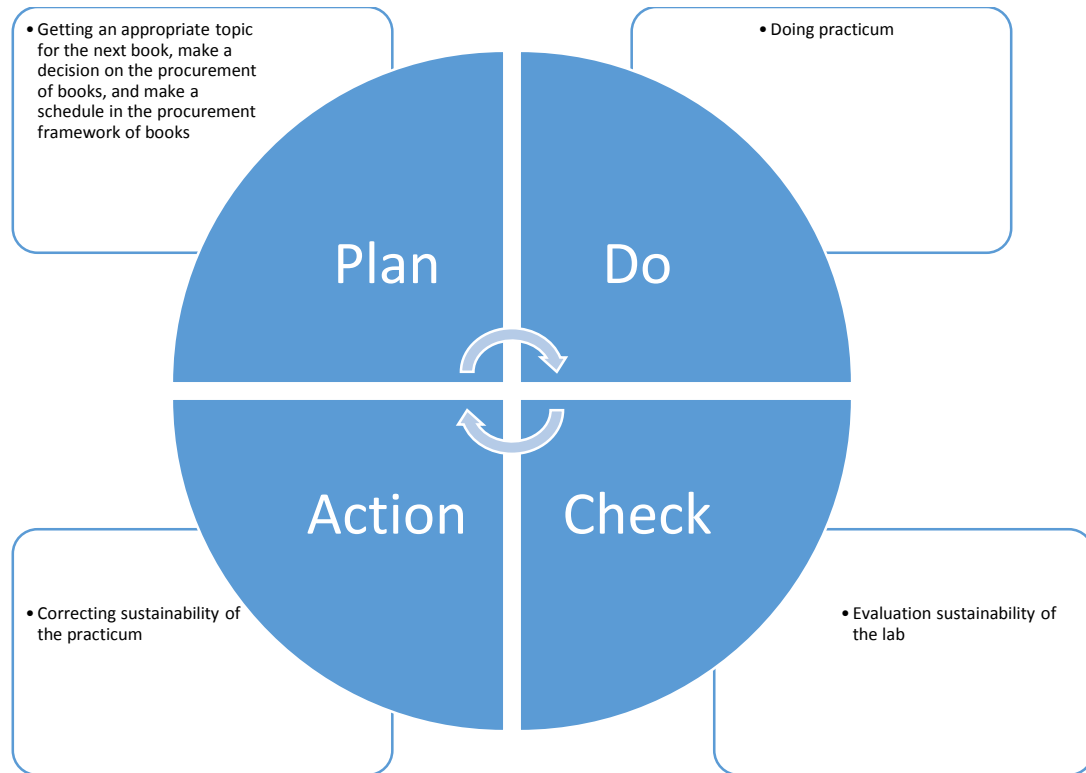 • Getting an appropriate topic
for the next book, make a
decision on the procurement
of books, and make a
schedule in the procurement
framework of books
• Doing practicum
Plan
Do
Action
Check
• Correcting sustainability of
the practicum
• Evaluation sustainability of
the lab